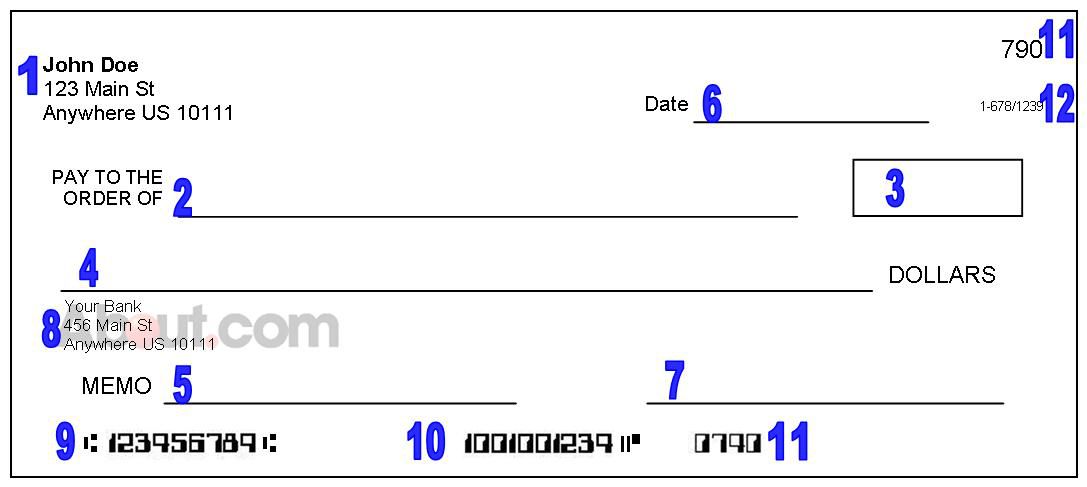 1 John Doe
123 Main St
Anywhere US 10111
790 11
1-678/1239 12
Date 6
PAY TO THE
ORDER OF 2
3
4
DOLLARS
8 Your Bank
456 Main St
Anywhere US 10111
.com
MEMO 5
7
9 ⑆ 123456789 ⑆ 10 1001001234 ⑈ 0790 11